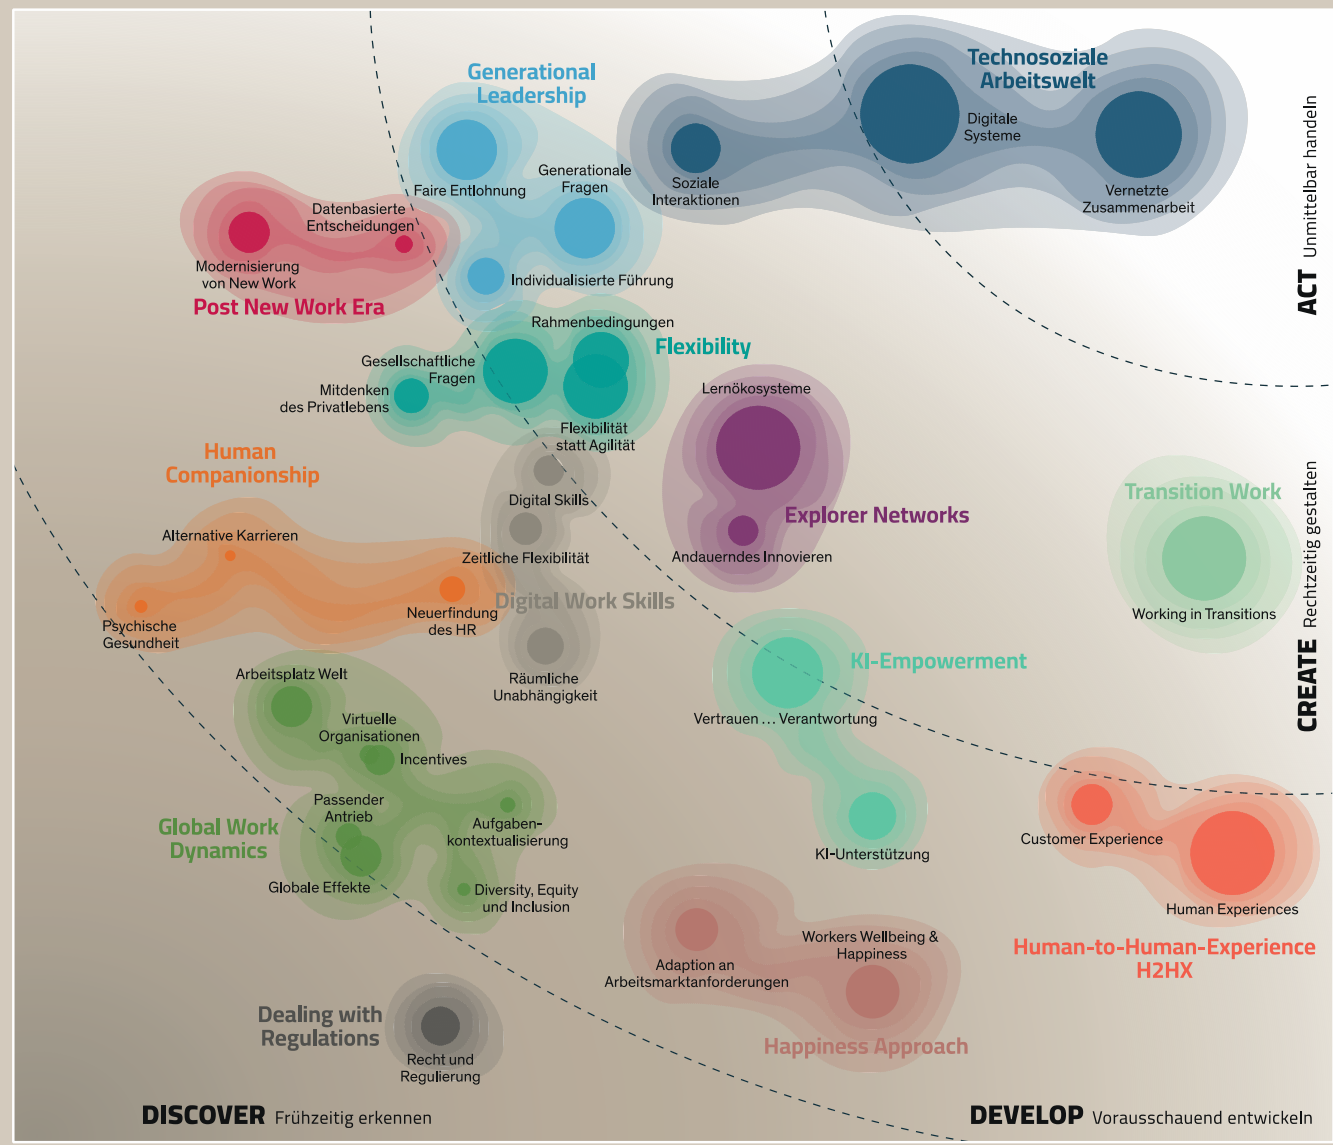 Technosoziale
Arbeitswelt
Digitale
Systeme
Soziale
Interaktionen
Vernetzte
Zusammenarbeit
Generational
Leadership
Faire Entlohnung
Generationale
Fragen
Individualisierte Führung
Datenbasierte
Entscheidungen
Modernisierung
von New Work
Post New Work Era
Rahmenbedingungen
Flexibility
Gesellschaftliche
Fragen
Mitdenken
des Privatlebens
Flexibilität
statt Agilität
Lernökosysteme
Explorer Networks
Andauerndes Innovieren
Transition Work
Working in Transitions
Human
Companionship
Alternative Karrieren
Psychische
Gesundheit
Neuerfindung
des HR
Digital Skills
Zeitliche Flexibilität
Digital Work Skills
Räumliche
Unabhängigkeit
KI-Empowerment
Vertrauen ... Verantwortung
KI-Unterstützung
Arbeitsplatz Welt
Virtuelle
Organisationen
Incentives
Passender
Antrieb
Aufgaben-
kontextualisierung
Global Work
Dynamics
Globale Effekte
Diversity, Equity
und Inclusion
Customer Experience
Human Experiences
Human-to-Human-Experience
H2HX
Adaption an
Arbeitsmarktanforderungen
Workers Wellbeing &
Happiness
Happiness Approach
Dealing with
Regulations
Recht und
Regulierung
ACT Unmittelbar handeln
CREATE Rechtzeitig gestalten
DISCOVER Frühzeitig erkennen
DEVELOP Vorausschauend entwickeln